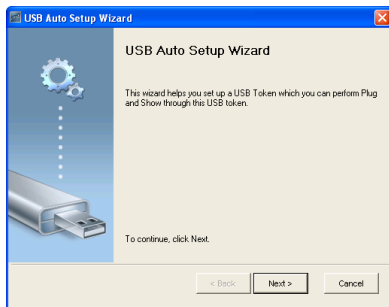 USB Auto Setup Wizard
USB Auto Setup Wizard
This wizard helps you set up a USB Token which you can perform Plug
and Show through this USB token.
To continue, click Next.
< Back
Next >
Cancel